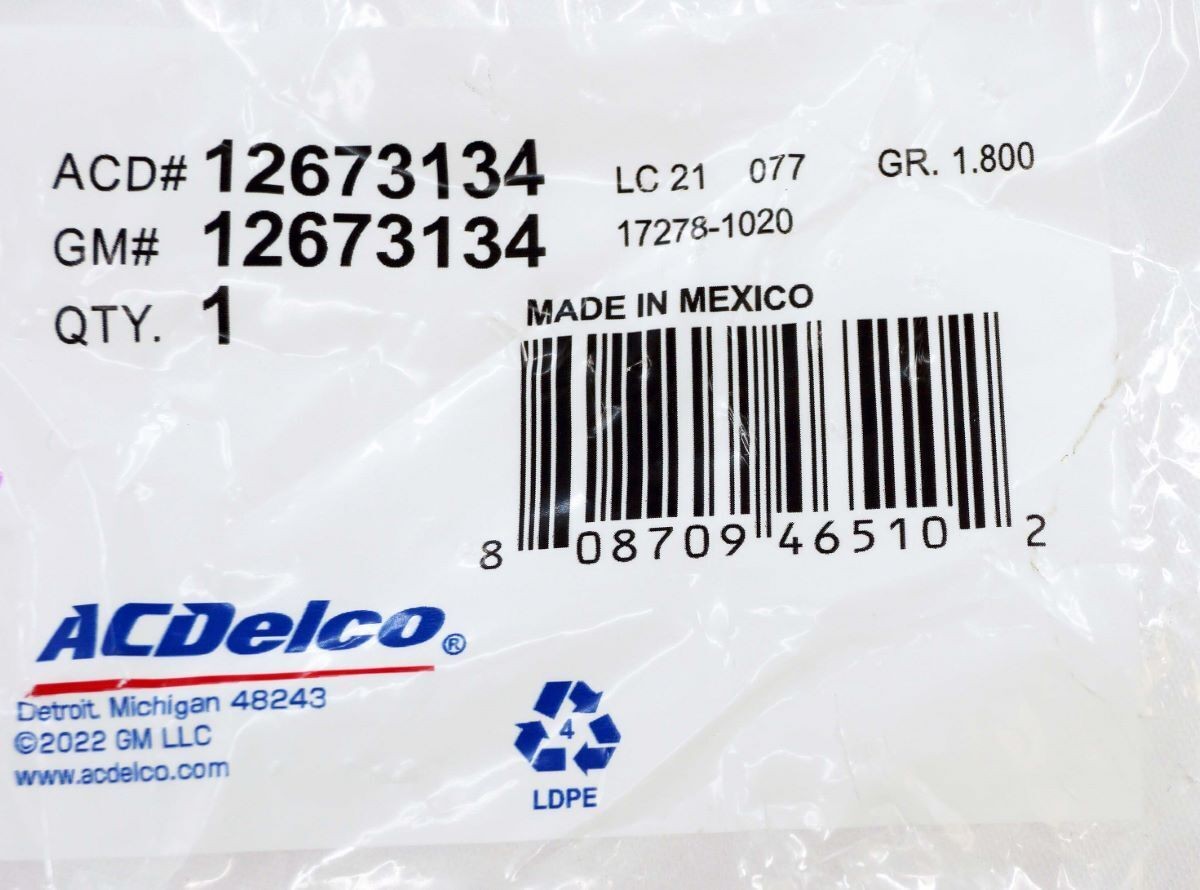 ACD# 12673134 LC 21 077 GR. 1.800
GM# 12673134 17278-1020
QTY. 1
MADE IN MEXICO
8 08709 46510 2
ACDelco®
Detroit, Michigan 48243
©2022 GM LLC
www.acdelco.com
4
LDPE